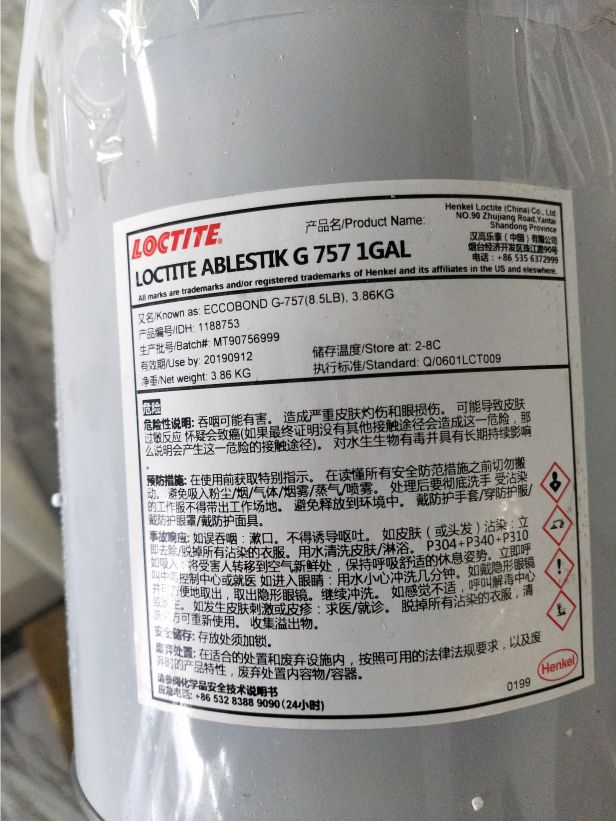 LOCTITE®
产品名/Product Name:
Henkel Loctite (China) Co., Ltd
NO.90 Zhujiang Road,Yantai
Shandong Province
汉高乐泰（中国）有限公司
烟台经济开发区珠江路90号
电话：+86 535 6372999
LOCTITE ABLESTIK G 757 1GAL
All marks are trademarks and/or registered trademarks of Henkel and its affiliates in the US and elsewhere.
又名/Known as: ECCOBOND G-757(8.5LB), 3.86KG
产品编号/IDH: 1188753
生产批号/Batch#: MT90756999
有效期/Use by: 20190912
净重/Net weight: 3.86 KG
储存温度/Store at: 2-8C
执行标准/Standard: Q/0601LCT009
危险
危险性说明: 吞咽可能有害。 造成严重皮肤灼伤和眼损伤。 可能导致皮肤
过敏反应 怀疑会致癌(如果最终证明没有其他接触途径会造成这一危险，那
么说明会产生这一危险的接触途径)。 对水生生物有毒并具有长期持续影响
。
预防措施: 在使用前获取特别指示。 在读懂所有安全防范措施之前切勿搬
动。 避免吸入粉尘/烟/气体/烟雾/蒸气/喷雾。 处理后要彻底洗手 受沾染
的工作服不得带出工作场地。 避免释放到环境中。 戴防护手套/穿防护服/
戴防护眼罩/戴防护面具。
事故响应: 如误吞咽：漱口。不得诱导呕吐。 如皮肤（或头发）沾染：立
即去除/脱掉所有沾染的衣服。用水清洗皮肤/淋浴。 P304+P340+P310
如吸入：将受害人转移到空气新鲜处，保持呼吸舒适的休息姿势。立即呼
叫中毒控制中心或就医 如进入眼睛：用水小心冲洗几分钟。如戴隐形眼镜
并可方便地取出，取出隐形眼镜。继续冲洗。 如感觉不适，呼叫解毒中心
或医生。 如发生皮肤刺激或皮疹：求医/就诊。 脱掉所有沾染的衣服，清
洗后方可重新使用。 收集溢出物。
安全储存: 存放处须加锁。
废弃处置: 在适合的处置和废弃设施内，按照可用的法律法规要求，以及废
弃时的产品特性，废弃处置内容物/容器。
请参阅化学品安全技术说明书
应急电话: +86 532 8388 9090(24小时)
0199
Henkel